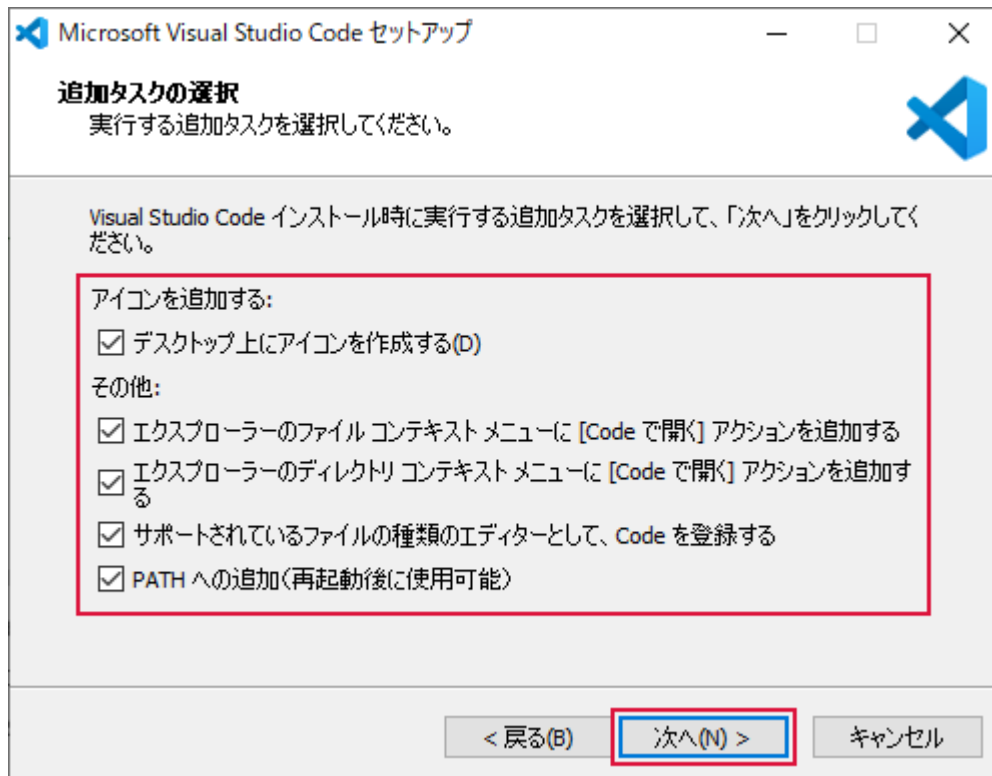 Microsoft Visual Studio Code セットアップ
追加タスクの選択
実行する追加タスクを選択してください。
Visual Studio Code インストール時に実行する追加タスクを選択して、「次へ」をクリックしてく
ださい。
アイコンを追加する:
デスクトップ上にアイコンを作成する(D)
その他:
エクスプローラーのファイル コンテキスト メニューに [Code で開く] アクションを追加する
エクスプローラーのディレクトリ コンテキスト メニューに [Code で開く] アクションを追加す
る
サポートされているファイルの種類のエディターとして、Code を登録する
PATH への追加(再起動後に使用可能)
< 戻る(B)
次へ(N) >
キャンセル